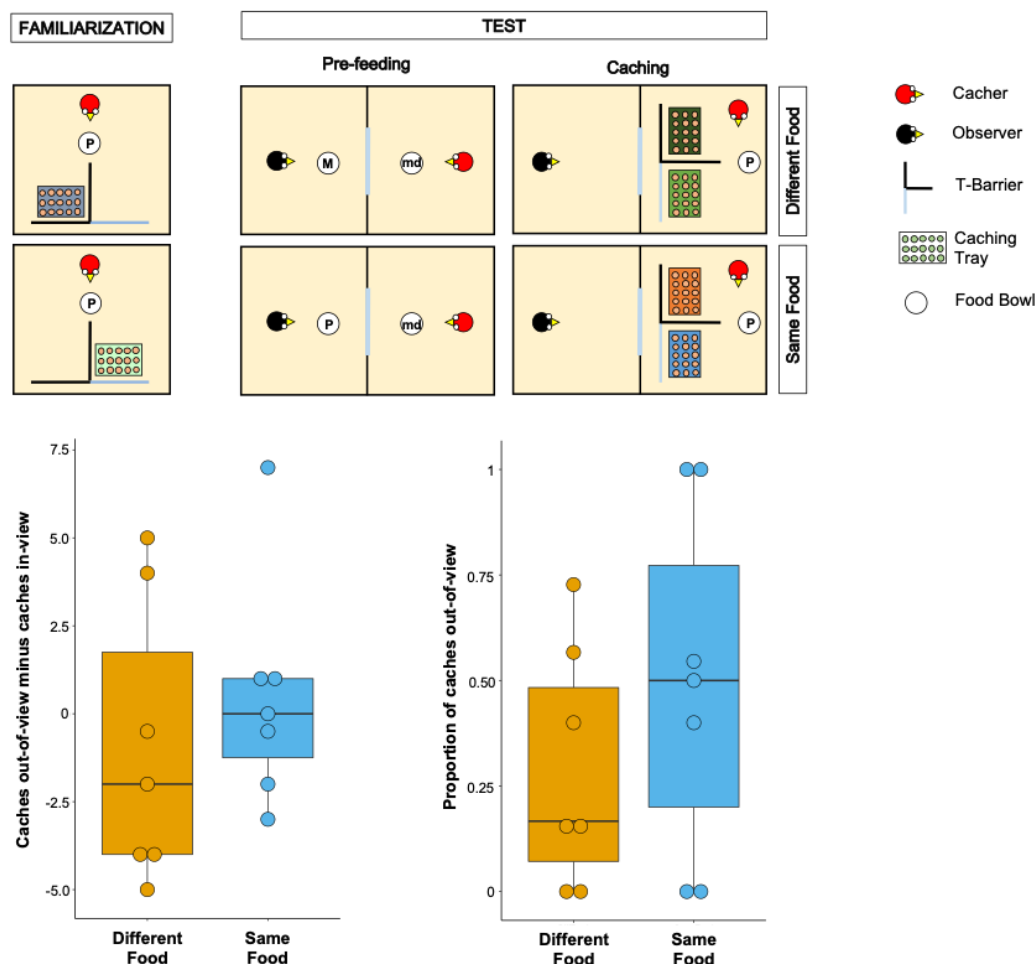 FAMILIARIZATION
TEST
Pre-feeding
Caching
P
M
md
P
Different Food
P
P
md
P
Same Food
Cacher
Observer
T-Barrier
Caching
Tray
Food Bowl
Caches out-of-view minus caches in-view
7.5
5.0
2.5
0
-2.5
-5.0
Different
Food
Same
Food
Proportion of caches out-of-view
1
0.75
0.50
0.25
0
Different
Food
Same
Food